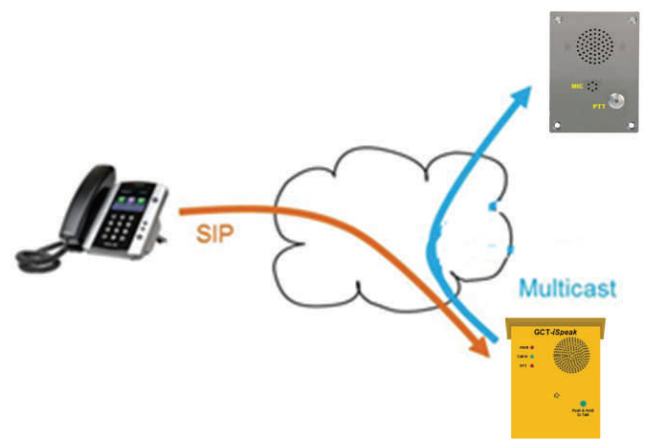 MIC
PTT
SIP
Multicast
GCT-iSpeak
Push & Hold
to Talk